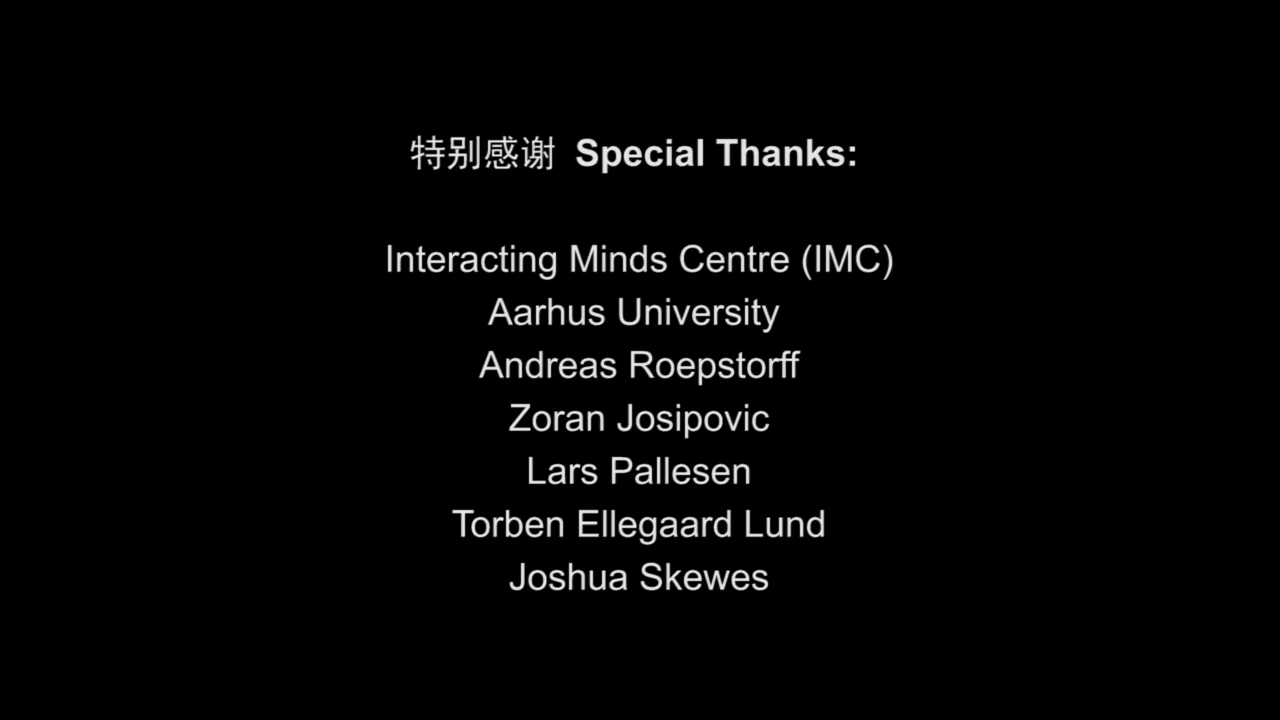 特别感谢 Special Thanks:
Interacting Minds Centre (IMC)
Aarhus University
Andreas Roepstorff
Zoran Josipovic
Lars Pallesen
Torben Ellegaard Lund
Joshua Skewes